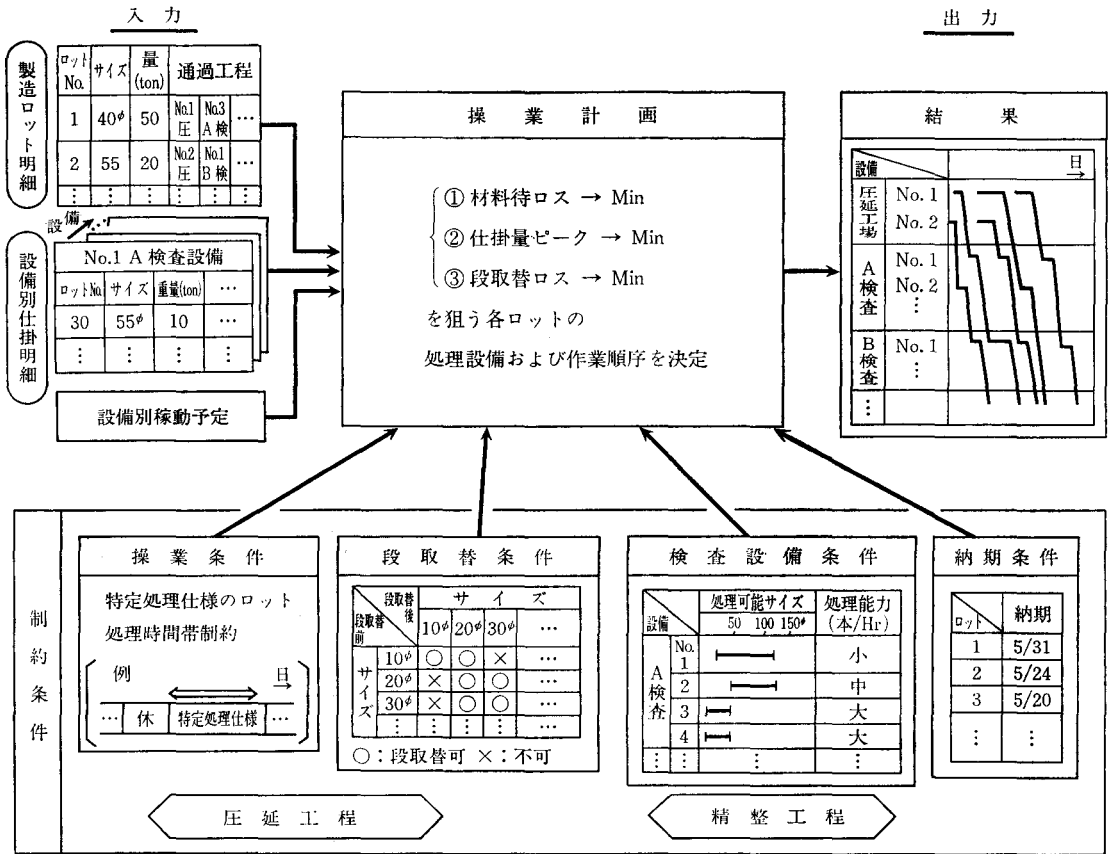 入力
出力
製造ロット明細
ロットNo. サイズ 量(ton) 通過工程
1 40φ 50 No.1圧 No.3A検 …
2 55 20 No.2圧 No.1B検 …
⋮ ⋮ ⋮ ⋮ ⋮ ⋮
設備別仕掛明細
設備
No.1 A 検査設備
ロットNo. サイズ 重量(ton) …
30 55φ 10 …
⋮ ⋮ ⋮ ⋮
設備別稼動予定
操業計画
① 材料待ロス → Min
② 仕掛量ピーク → Min
③ 段取替ロス → Min
を狙う各ロットの
処理設備および作業順序を決定
結果
設備 日
圧延工場 No. 1
No. 2
A検査 No. 1
No. 2
⋮
B検査 No. 1
⋮
⋮
制約条件
操業条件
特定処理仕様のロット
処理時間帯制約
例 日
… 休 特定処理仕様 …
段取替条件
段取替後 サイズ
段取替前 10φ 20φ 30φ …
サイズ 10φ ○ ○ × …
20φ × ○ ○ …
30φ × ○ ○ …
⋮ ⋮ ⋮ ⋮ …
○：段取替可 ×：不可
検査設備条件
設備 処理可能サイズ 処理能力
50 100 150φ (本/Hr)
A検査 No. 1 小
2 中
3 大
4 大
⋮ ⋮ ⋮ ⋮
納期条件
ロット 納期
1 5/31
2 5/24
3 5/20
⋮ ⋮
圧延工程
精整工程